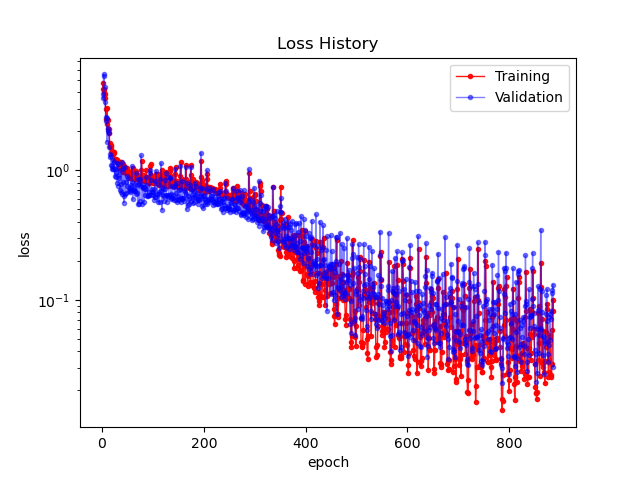 Loss History
Training
Validation
10⁰
10⁻¹
loss
0 200 400 600 800
epoch